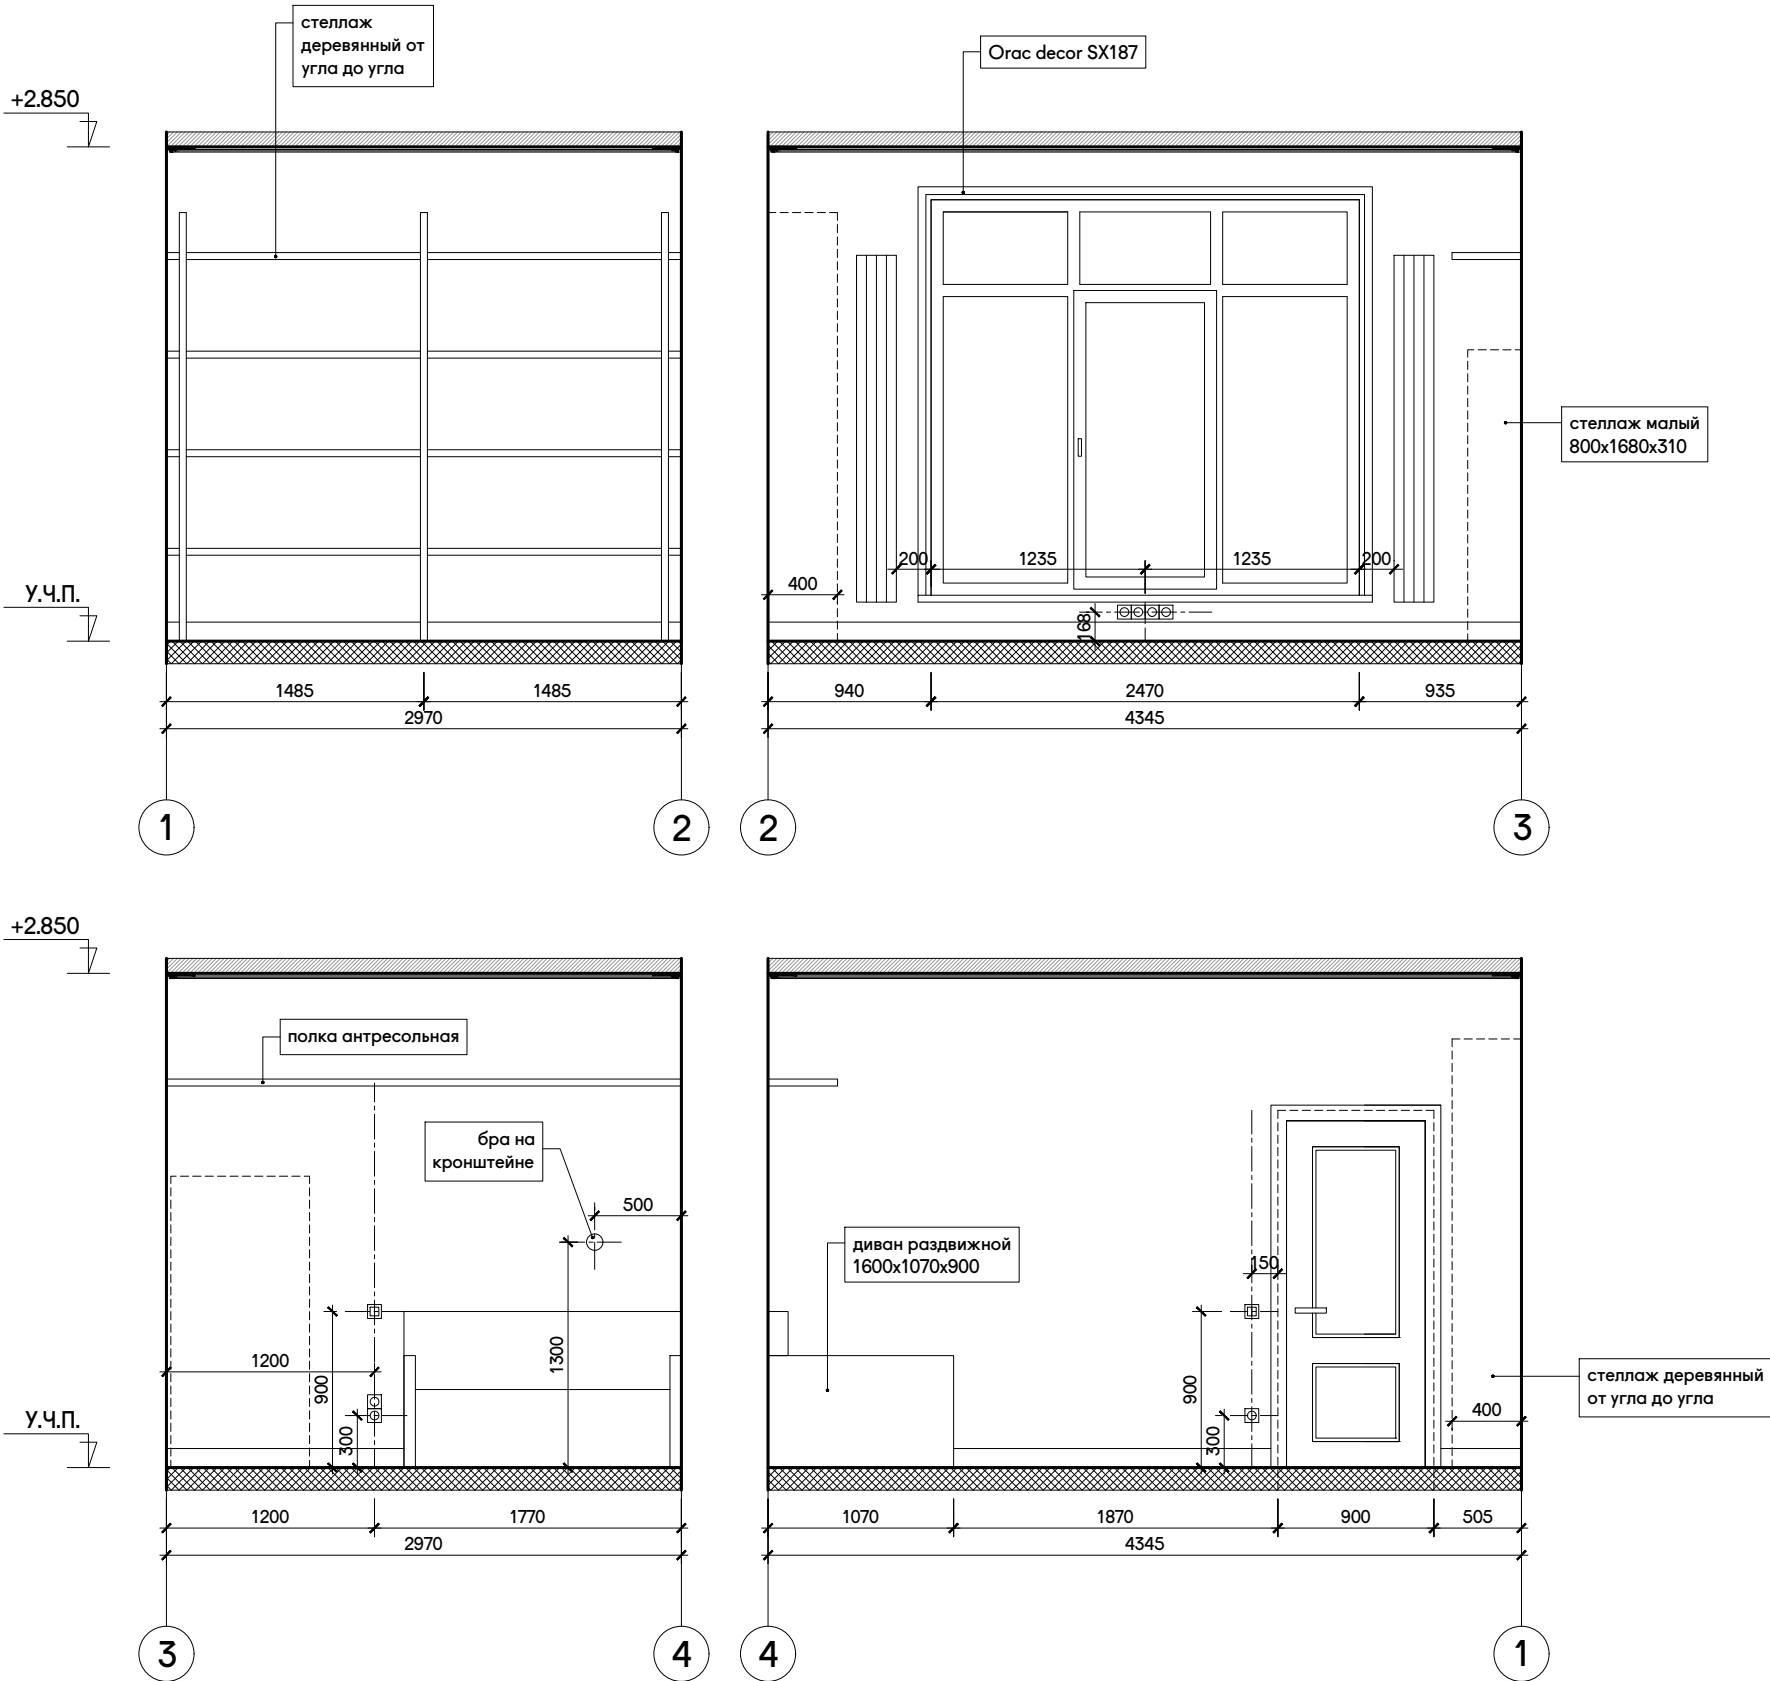 стеллаж
деревянный от
угла до угла
Orac decor SX187
+2.850
стеллаж малый
800x1680x310
200
1235
1235
200
400
У.Ч.П.
168
1485
1485
2970
940
2470
935
4345
1
2
2
3
+2.850
полка антресольная
бра на
кронштейне
500
диван раздвижной
1600x1070x900
150
1200
900
1300
300
900
300
стеллаж деревянный
от угла до угла
400
У.Ч.П.
1200
1770
2970
1070
1870
900
505
4345
3
4
4
1